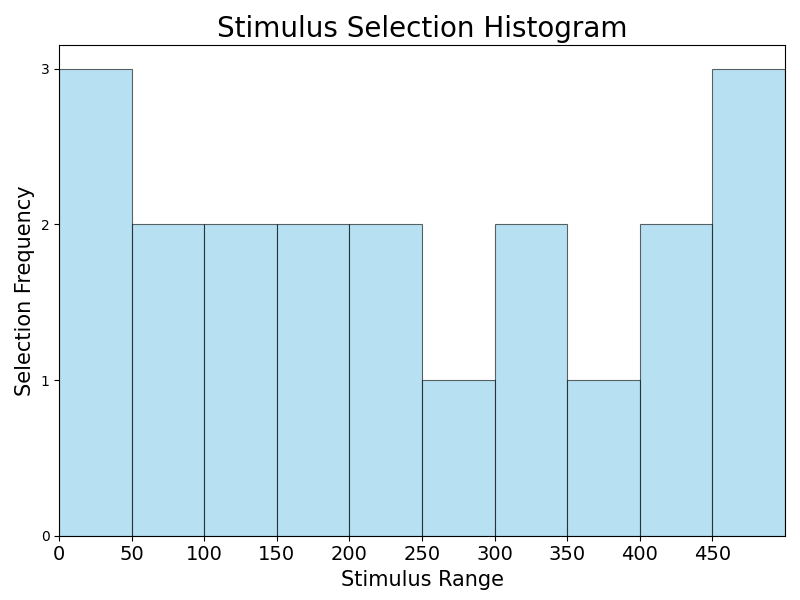 Stimulus Selection Histogram
Selection Frequency
3
2
1
0
0 50 100 150 200 250 300 350 400 450
Stimulus Range